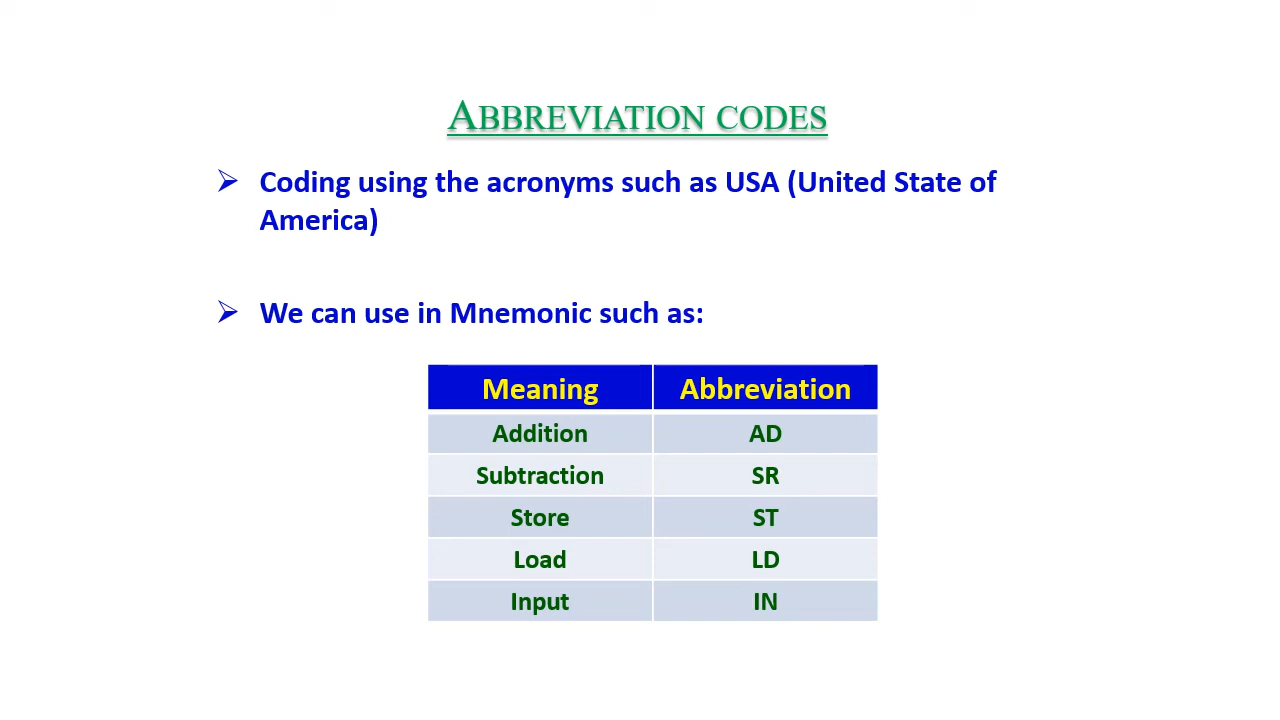 ABBREVIATION CODES
➢ Coding using the acronyms such as USA (United State of
America)
➢ We can use in Mnemonic such as:
Meaning Abbreviation
Addition AD
Subtraction SR
Store ST
Load LD
Input IN